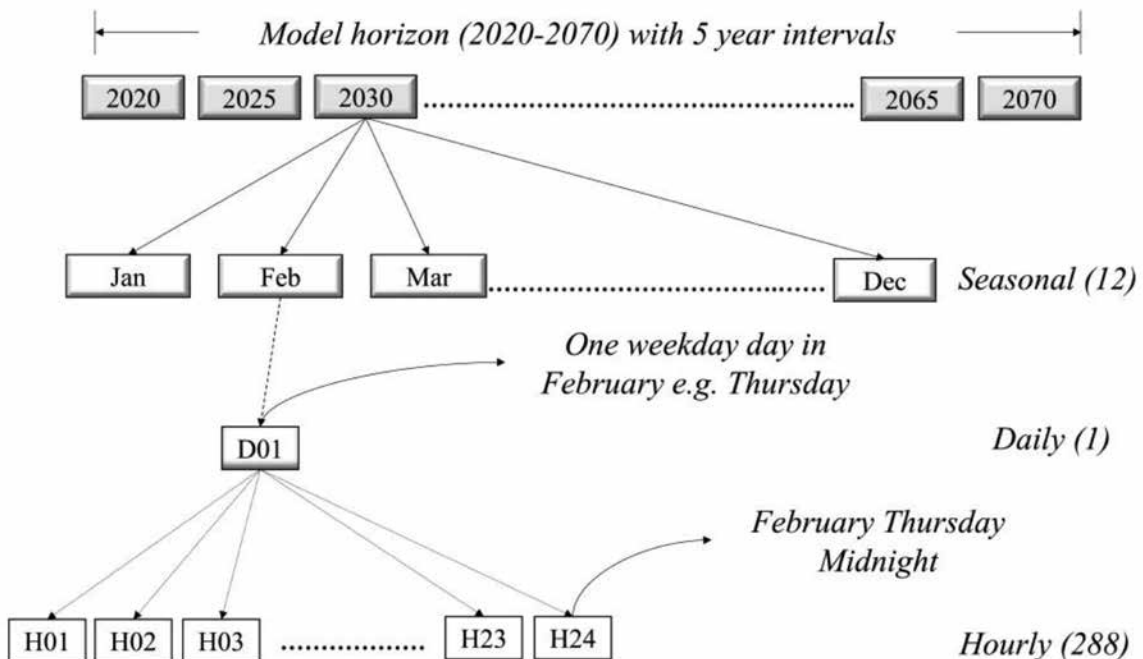 Model horizon (2020-2070) with 5 year intervals
2020 2025 2030 2065 2070
Jan Feb Mar Dec Seasonal (12)
One weekday day in
February e.g. Thursday
D01 Daily (1)
February Thursday
Midnight
H01 H02 H03 H23 H24 Hourly (288)